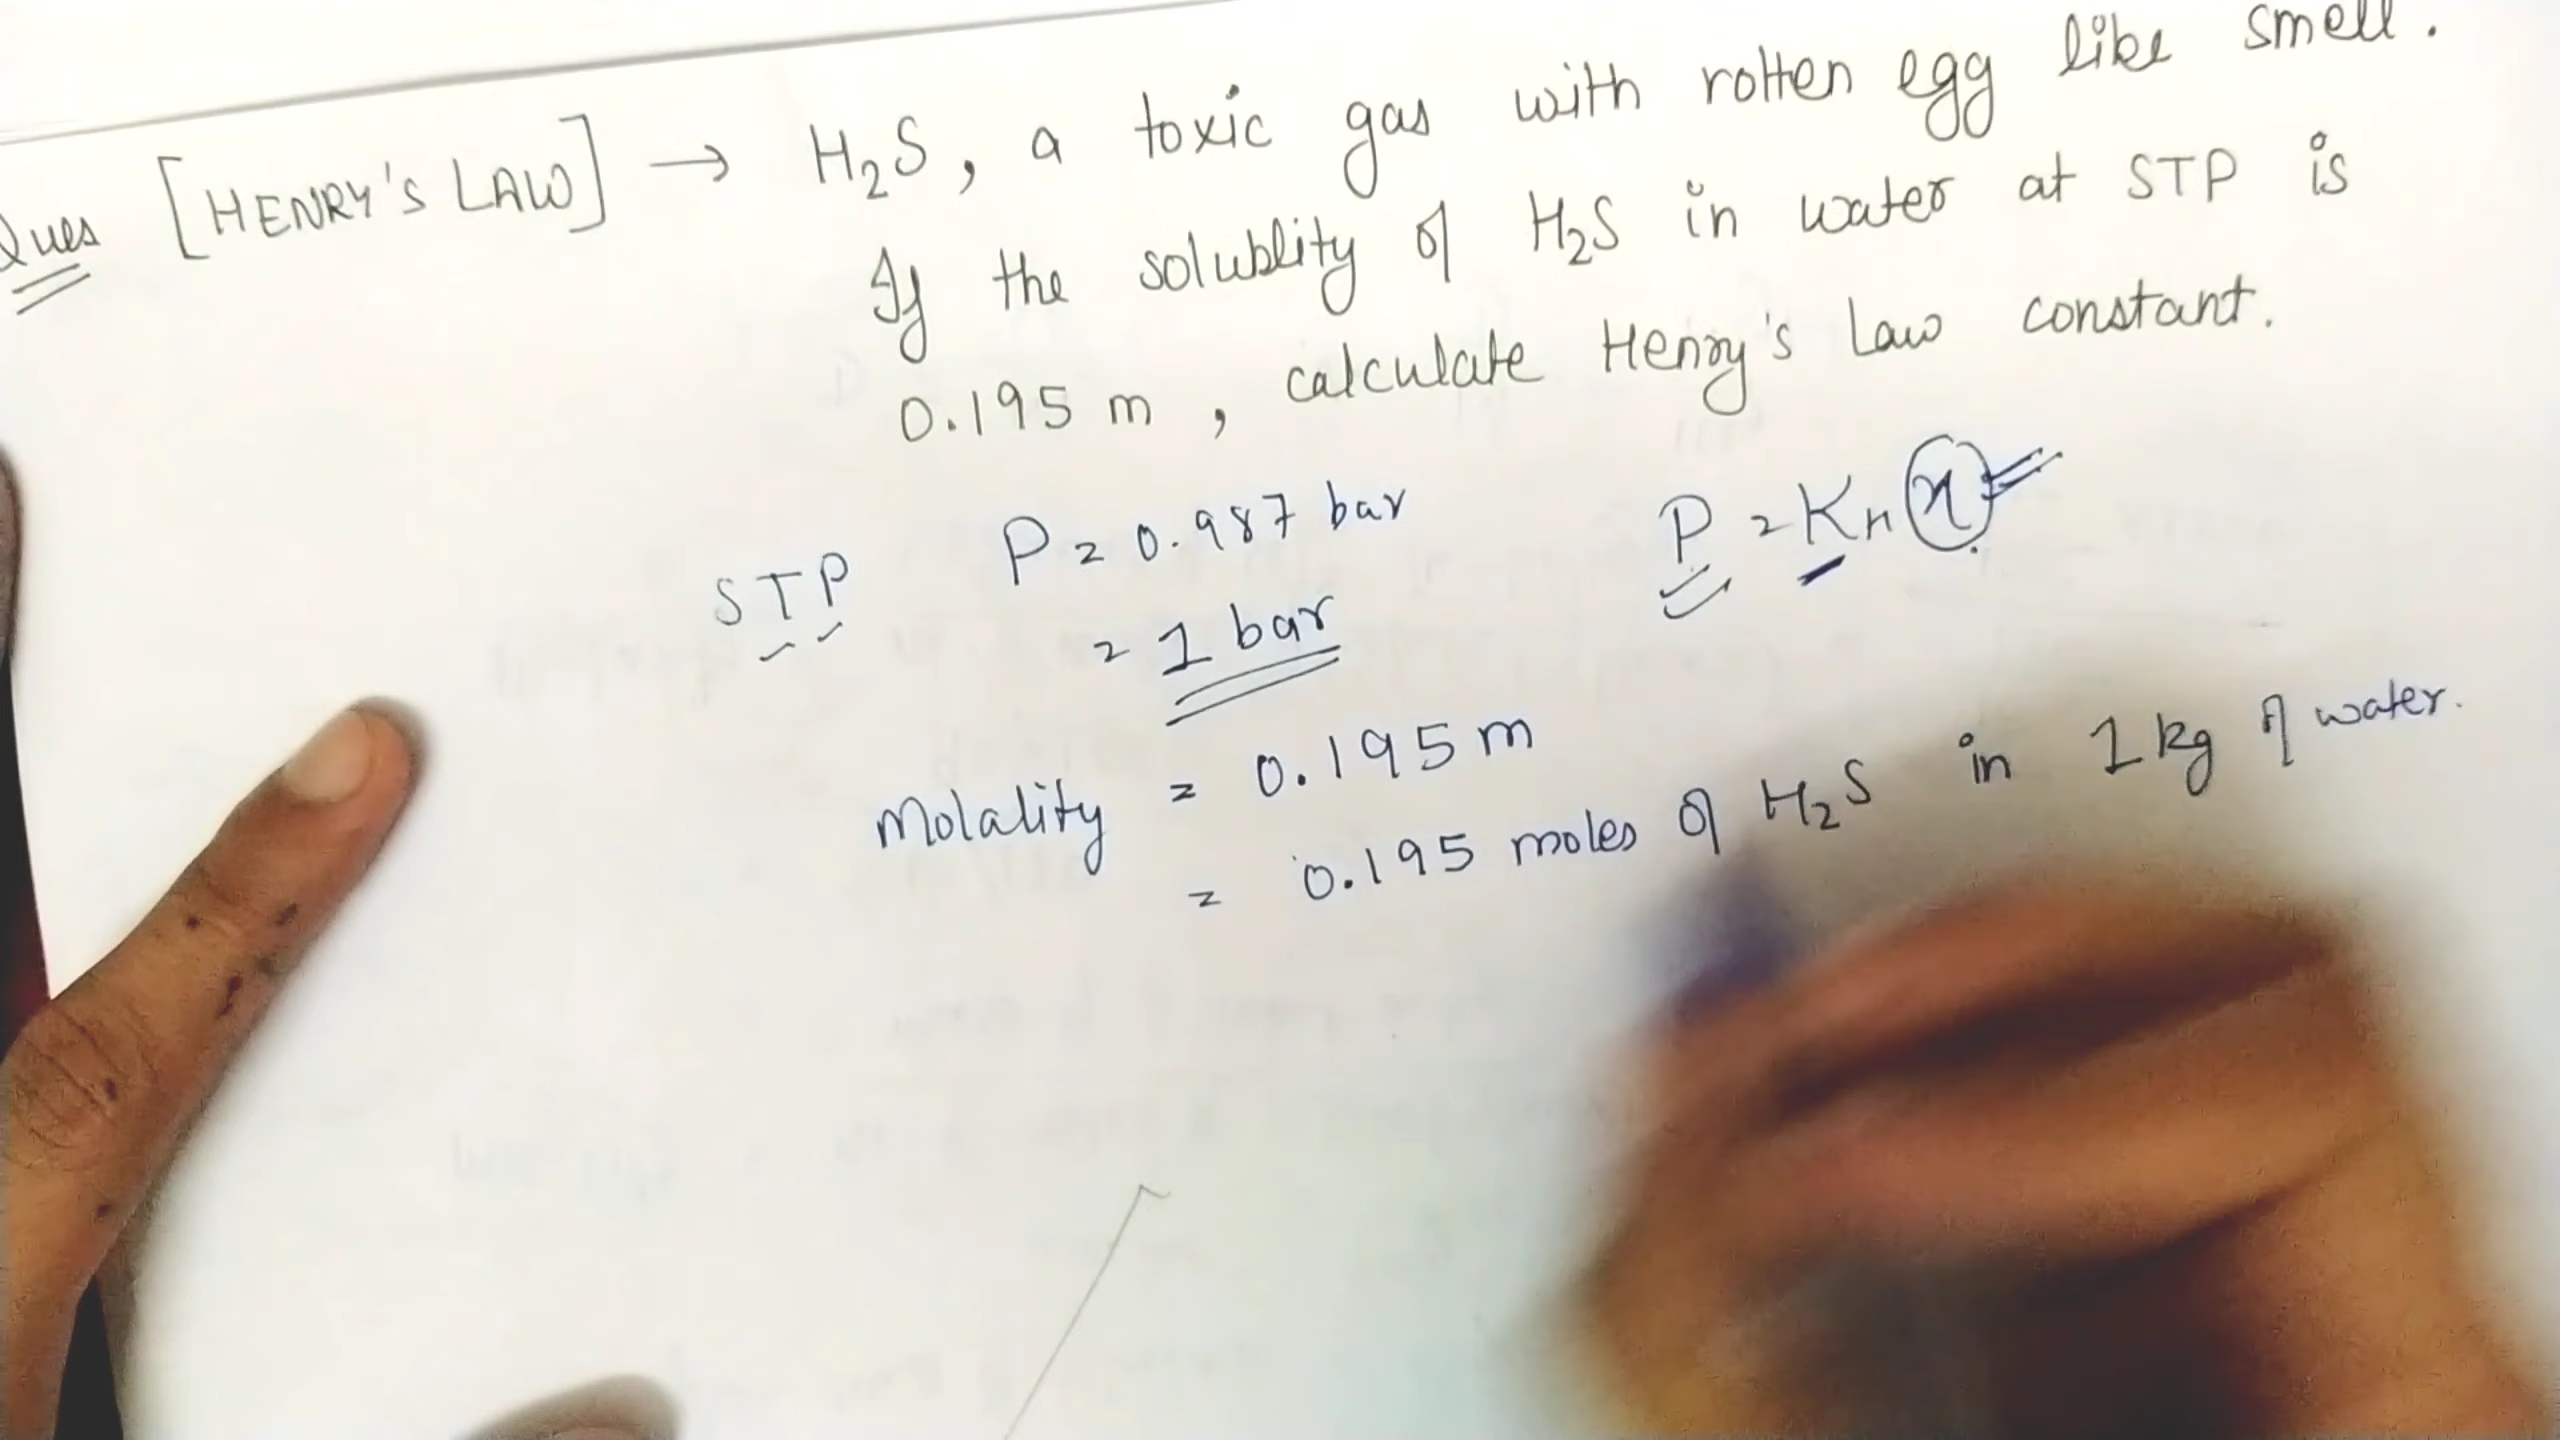 Ques [HENRY'S LAW] → H₂S, a toxic gas with rotten egg like smell.
If the solublity of H₂S in water at STP is
0.195 m, calculate Henry's Law constant.
STP P = 0.987 bar P = K_H x
= 1 bar
Molality = 0.195 m
= 0.195 moles of H₂S in 1 kg of water.